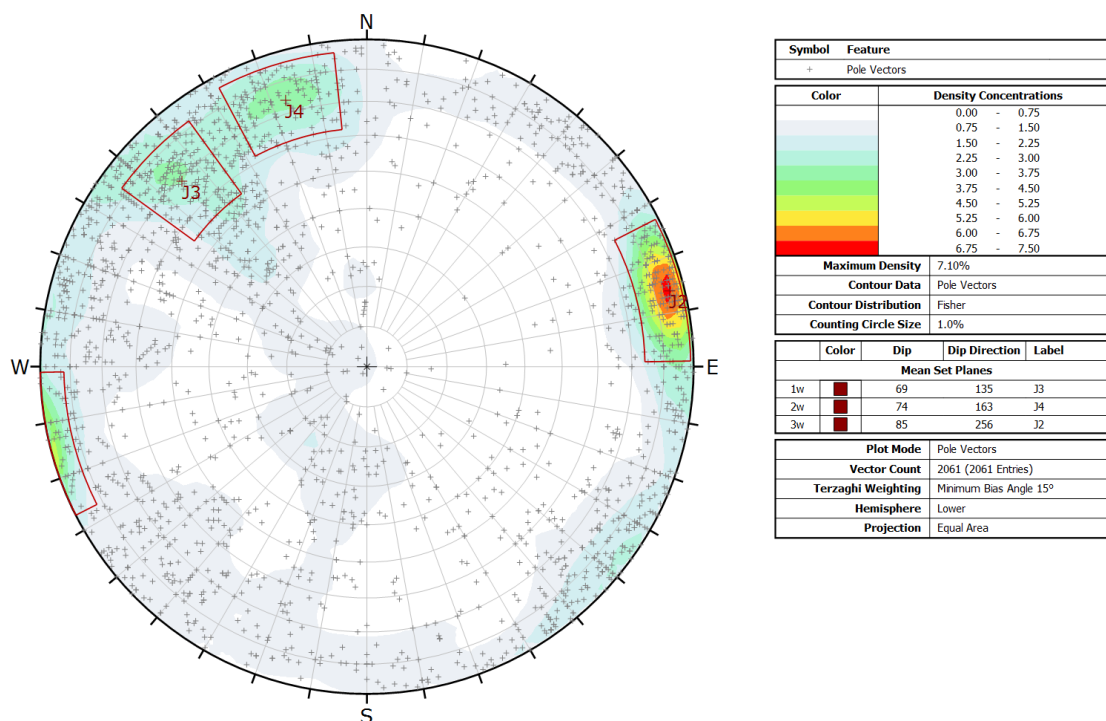 N
J4
J3
J2
W
E
S
Symbol Feature
+ Pole Vectors
Color Density Concentrations
0.00 - 0.75
0.75 - 1.50
1.50 - 2.25
2.25 - 3.00
3.00 - 3.75
3.75 - 4.50
4.50 - 5.25
5.25 - 6.00
6.00 - 6.75
6.75 - 7.50
Maximum Density 7.10%
Contour Data Pole Vectors
Contour Distribution Fisher
Counting Circle Size 1.0%
Color Dip Dip Direction Label
Mean Set Planes
1w 69 135 J3
2w 74 163 J4
3w 85 256 J2
Plot Mode Pole Vectors
Vector Count 2061 (2061 Entries)
Terzaghi Weighting Minimum Bias Angle 15°
Hemisphere Lower
Projection Equal Area